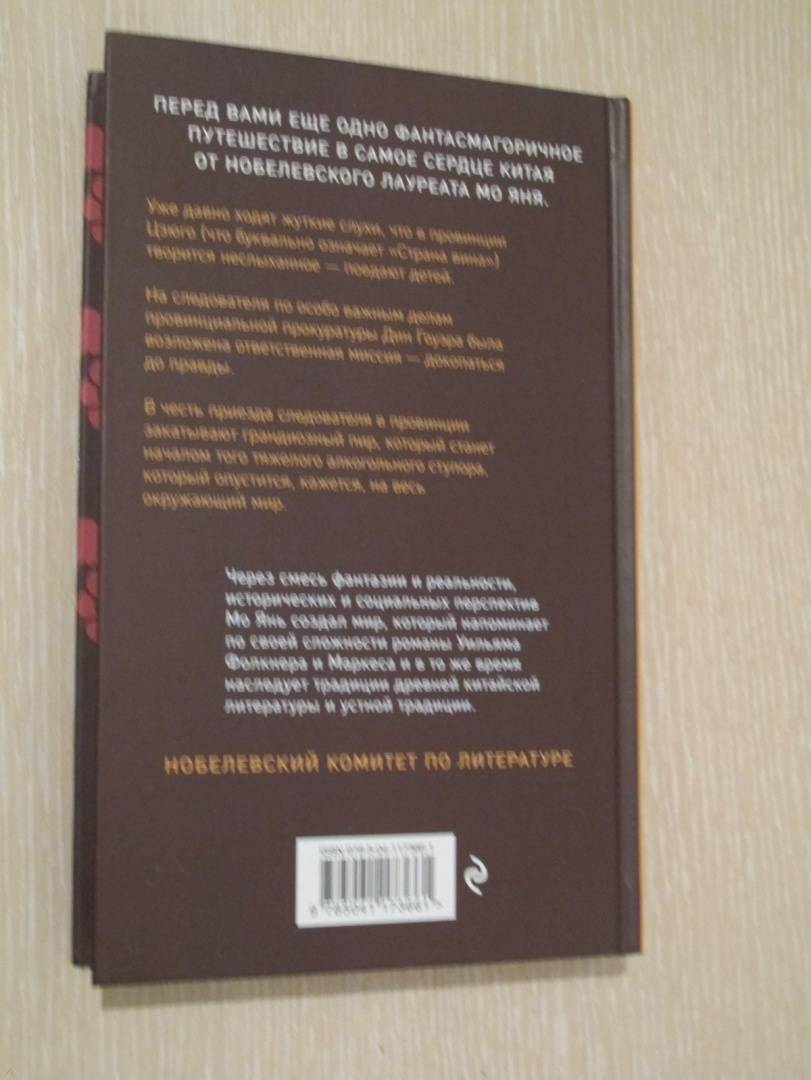 ПЕРЕД ВАМИ ЕЩЕ ОДНО ФАНТАСМАГОРИЧНОЕ
ПУТЕШЕСТВИЕ В САМОЕ СЕРДЦЕ КИТАЯ
ОТ НОБЕЛЕВСКОГО ЛАУРЕАТА МО ЯНЯ.
Уже давно ходят жуткие слухи, что в провинции
Цзюго (что буквально означает «Страна вина»)
творится неслыханное — поедают детей.
На следователя по особо важным делам
провинциальной прокуратуры Дин Гоуэра была
возложена ответственная миссия — докопаться
до правды.
В честь приезда следователя в провинции
закатывают грандиозный пир, который станет
началом того тяжелого алкогольного ступора,
который опустится, кажется, на весь
окружающий мир.
Через смесь фантазии и реальности,
исторических и социальных перспектив
Мо Янь создал мир, который напоминает
по своей сложности романы Уильяма
Фолкнера и Маркеса и в то же время
наследует традиции древней китайской
литературы и устной традиции.
НОБЕЛЕВСКИЙ КОМИТЕТ ПО ЛИТЕРАТУРЕ